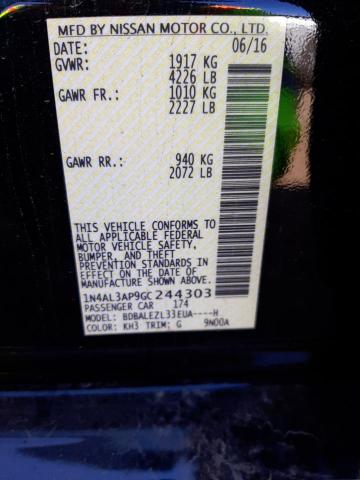 MFD BY NISSAN MOTOR CO., LTD.
DATE: 06/16
GVWR: 1917 KG
4226 LB
GAWR FR.: 1010 KG
2227 LB
GAWR RR.: 940 KG
2072 LB
THIS VEHICLE CONFORMS TO
ALL APPLICABLE FEDERAL
MOTOR VEHICLE SAFETY,
BUMPER, AND THEFT
PREVENTION STANDARDS
IN EFFECT ON THE DATE
OF MANUFACTURE SHOWN ABOVE.
1N4AL3AP9GC244303
PASSENGER CAR 174
MODEL: BDBALEZL33EUA----H
COLOR: KH3 TRIM: G 9N00A